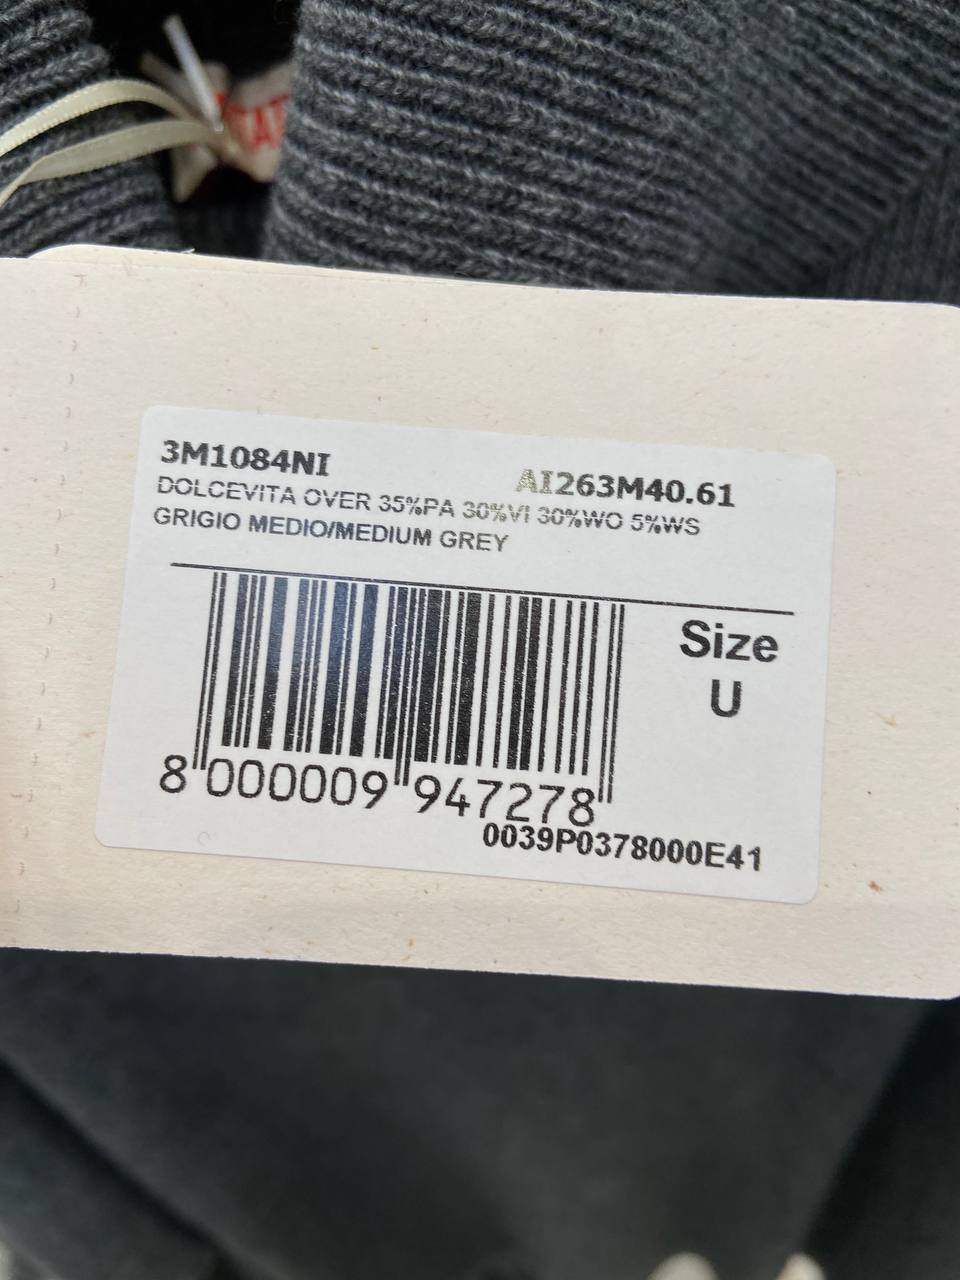 3M1084NI
AI263M40.61
DOLCEVITA OVER 35%PA 30%VI 30%WO 5%WS
GRIGIO MEDIO/MEDIUM GREY
Size
U
8 000009 947278
0039P0378000E41